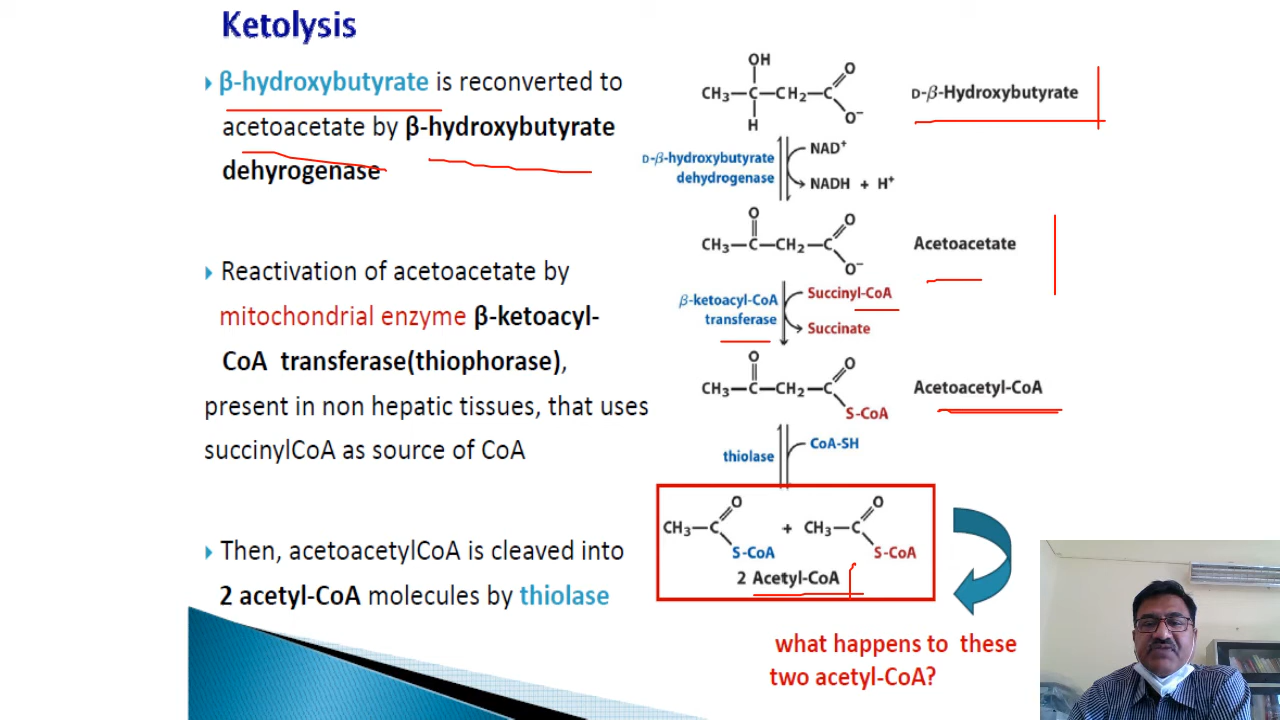 Ketolysis
β-hydroxybutyrate is reconverted to
acetoacetate by β-hydroxybutyrate
dehyrogenase
Reactivation of acetoacetate by
mitochondrial enzyme β-ketoacyl-
CoA transferase(thiophorase),
present in non hepatic tissues, that uses
succinylCoA as source of CoA
Then, acetoacetylCoA is cleaved into
2 acetyl-CoA molecules by thiolase
OH
O
CH₃—C—CH₂—C
O⁻
H
D-β-Hydroxybutyrate
D-β-hydroxybutyrate
dehydrogenase
NAD⁺
NADH + H⁺
O
O
CH₃—C—CH₂—C
O⁻
Acetoacetate
β-ketoacyl-CoA
transferase
Succinyl-CoA
Succinate
O
O
CH₃—C—CH₂—C
S-CoA
Acetoacetyl-CoA
thiolase
CoA-SH
O
O
CH₃—C + CH₃—C
S-CoA
S-CoA
2 Acetyl-CoA
what happens to these
two acetyl-CoA?